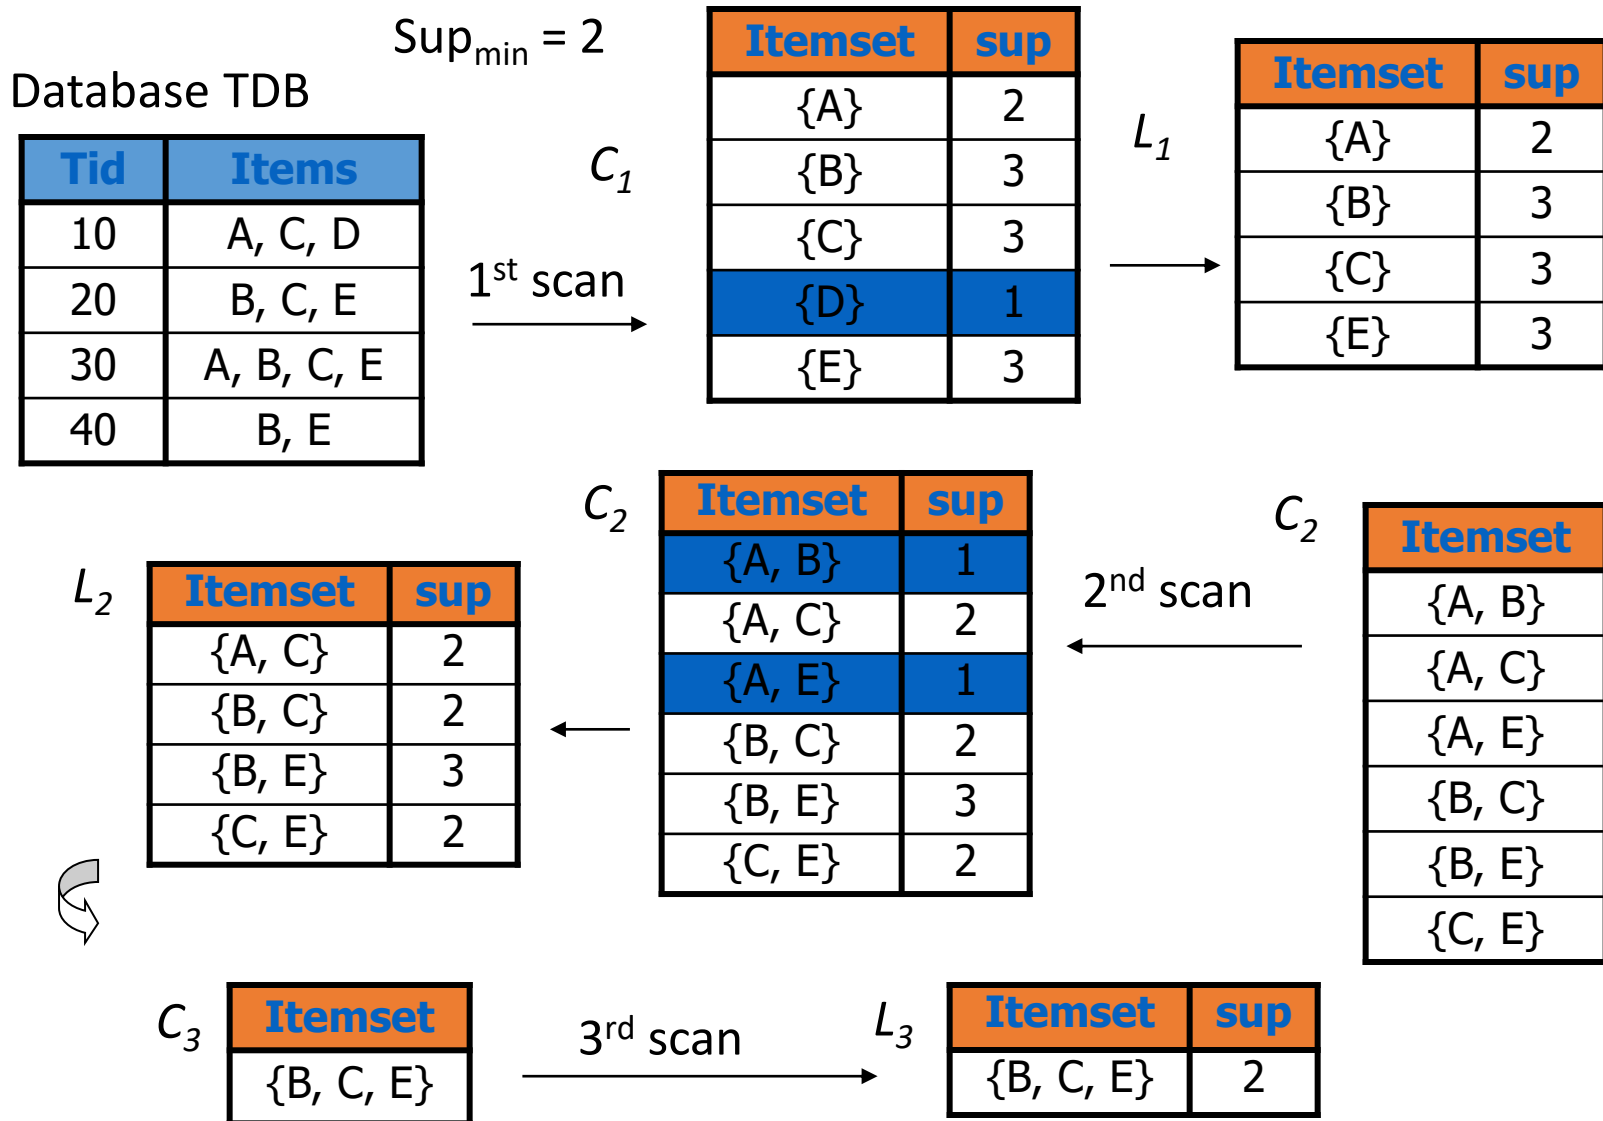 Sup_min = 2
Database TDB
Tid Items
10 A, C, D
20 B, C, E
30 A, B, C, E
40 B, E
1st scan
C1
Itemset sup
{A} 2
{B} 3
{C} 3
{D} 1
{E} 3
L1
Itemset sup
{A} 2
{B} 3
{C} 3
{E} 3
C2
Itemset
{A, B}
{A, C}
{A, E}
{B, C}
{B, E}
{C, E}
2nd scan
C2
Itemset sup
{A, B} 1
{A, C} 2
{A, E} 1
{B, C} 2
{B, E} 3
{C, E} 2
L2
Itemset sup
{A, C} 2
{B, C} 2
{B, E} 3
{C, E} 2
C3
Itemset
{B, C, E}
3rd scan
L3
Itemset sup
{B, C, E} 2